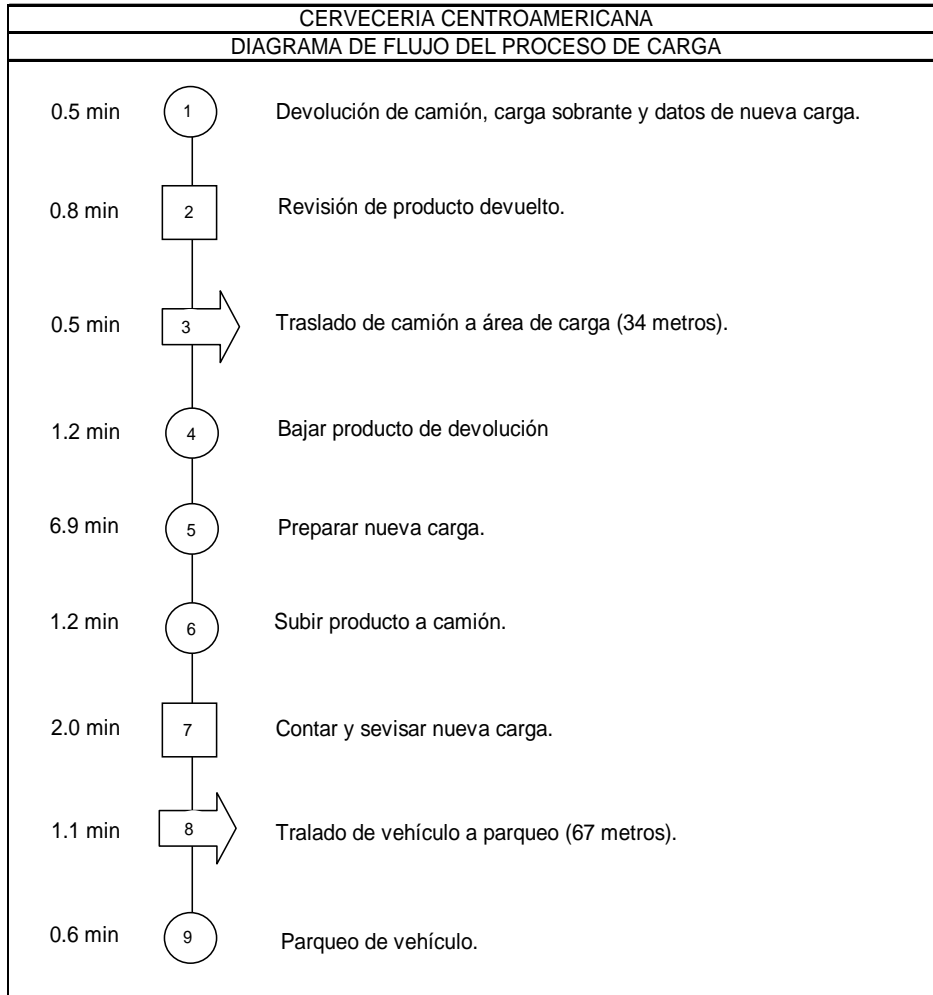 CERVECERIA CENTROAMERICANA
DIAGRAMA DE FLUJO DEL PROCESO DE CARGA
0.5 min 1 Devolución de camión, carga sobrante y datos de nueva carga.
0.8 min 2 Revisión de producto devuelto.
0.5 min 3 Traslado de camión a área de carga (34 metros).
1.2 min 4 Bajar producto de devolución
6.9 min 5 Preparar nueva carga.
1.2 min 6 Subir producto a camión.
2.0 min 7 Contar y sevisar nueva carga.
1.1 min 8 Tralado de vehículo a parqueo (67 metros).
0.6 min 9 Parqueo de vehículo.